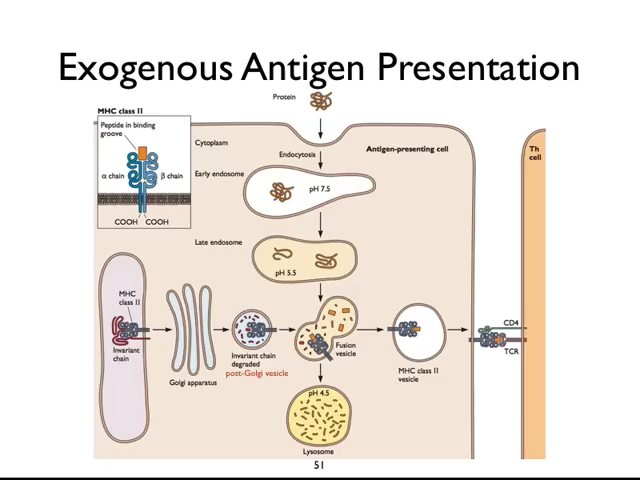 Exogenous Antigen Presentation
Protein
MHC class II
Peptide in binding
groove
α chain
β chain
COOH COOH
Cytoplasm
Endocytosis
Antigen-presenting cell
Th
cell
Early endosome
pH 7.5
Late endosome
pH 5.5
MHC
class II
Invariant
chain
Golgi apparatus
Invariant chain
degraded
post-Golgi vesicle
Fusion
vesicle
MHC class II
vesicle
CD4
TCR
pH 4.5
Lysosome
51